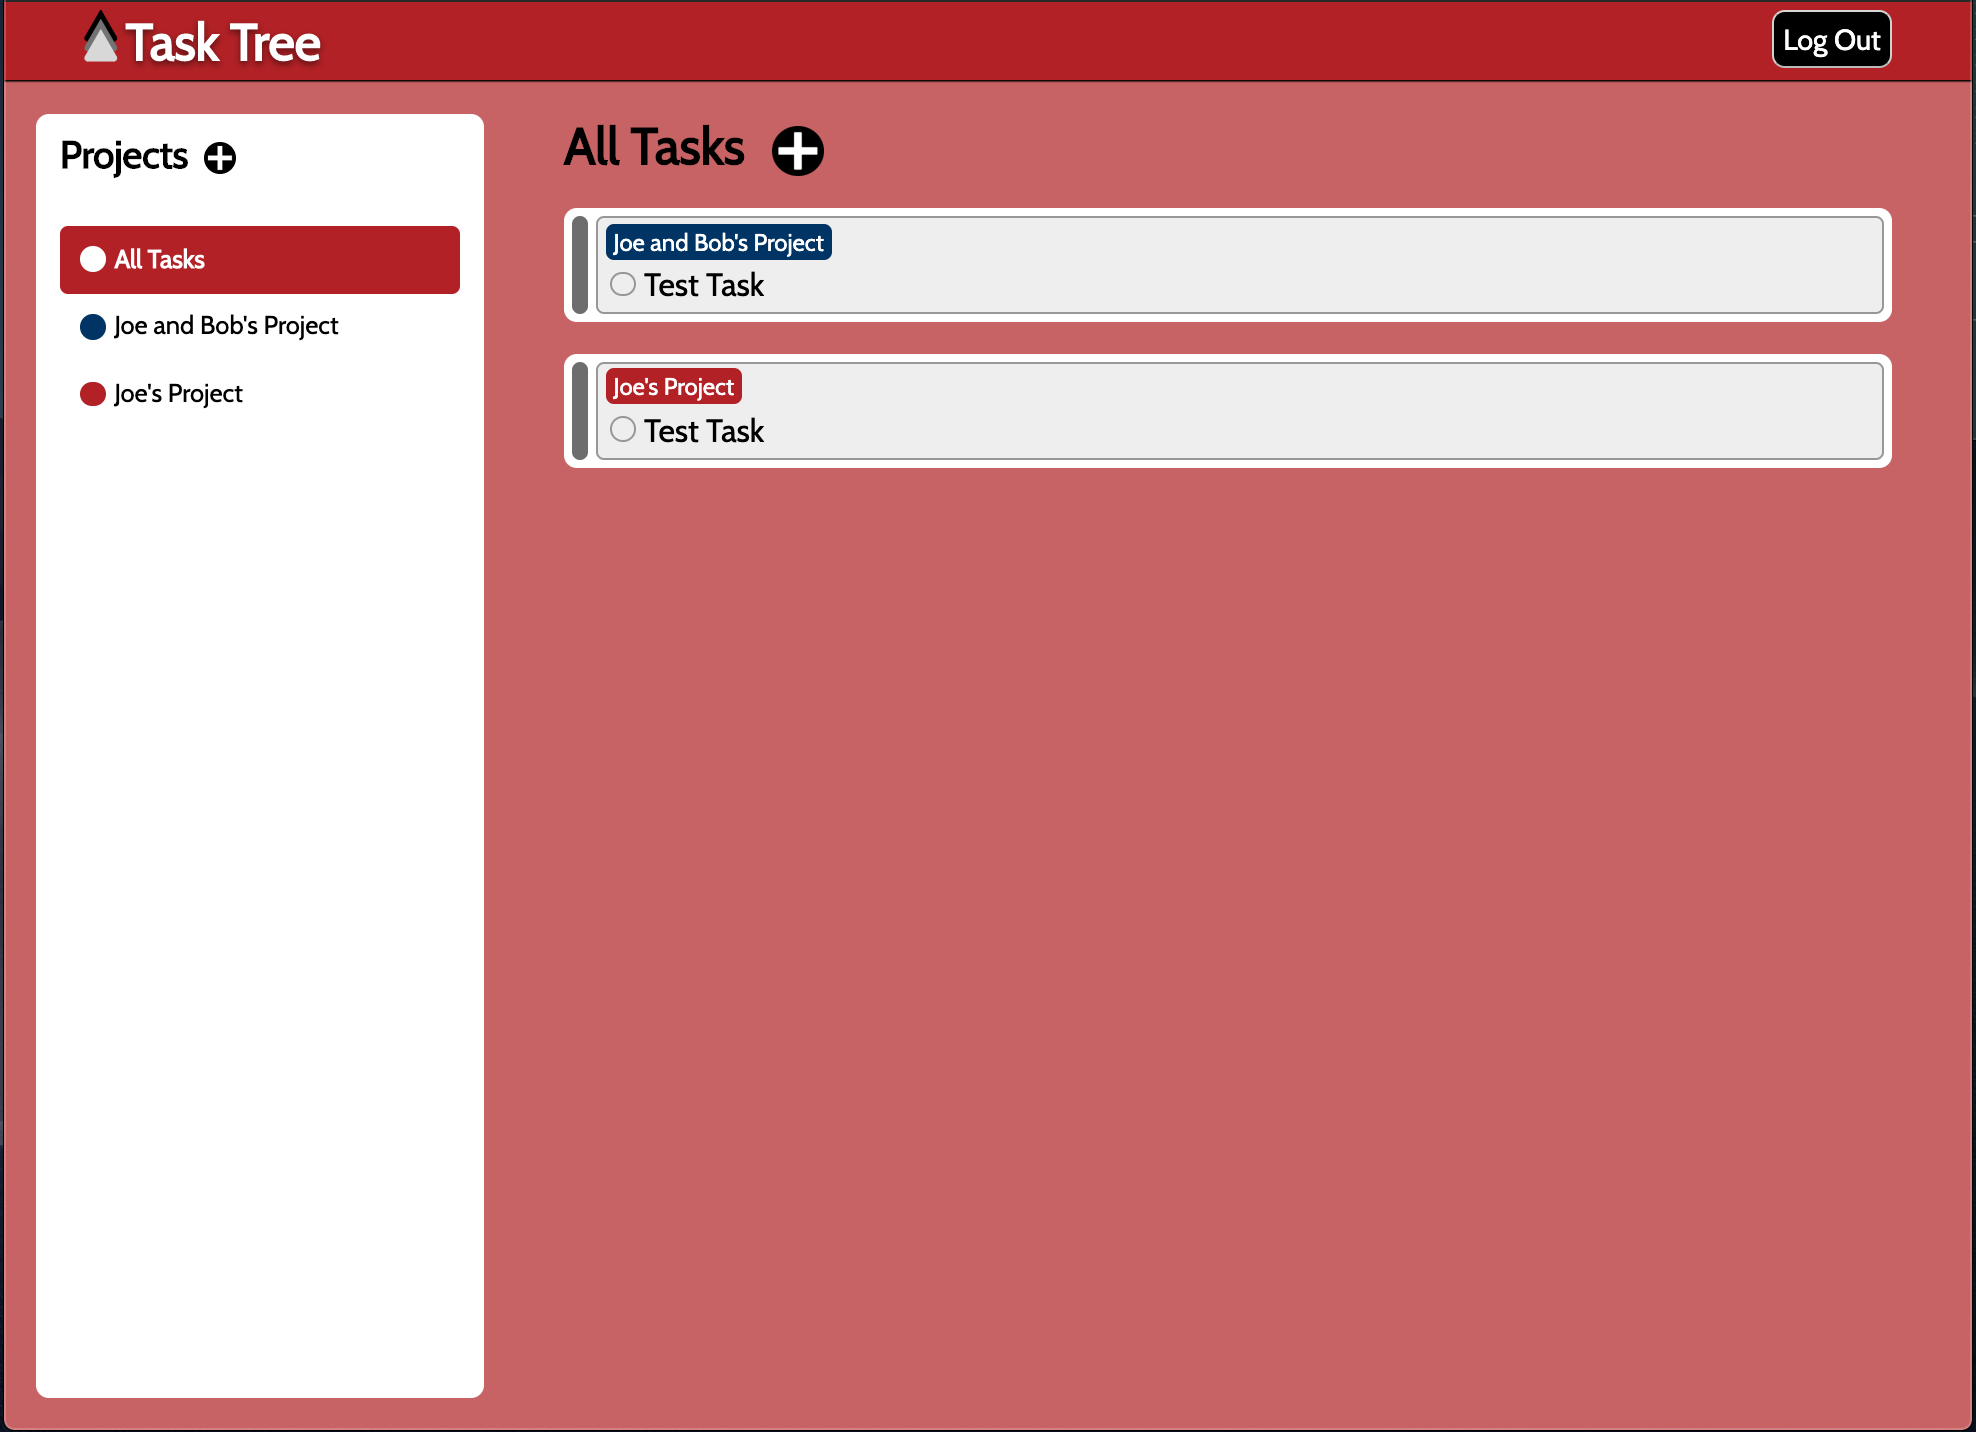 Task Tree
Log Out
Projects
All Tasks
Joe and Bob's Project
Joe's Project
All Tasks
Joe and Bob's Project
Test Task
Joe's Project
Test Task